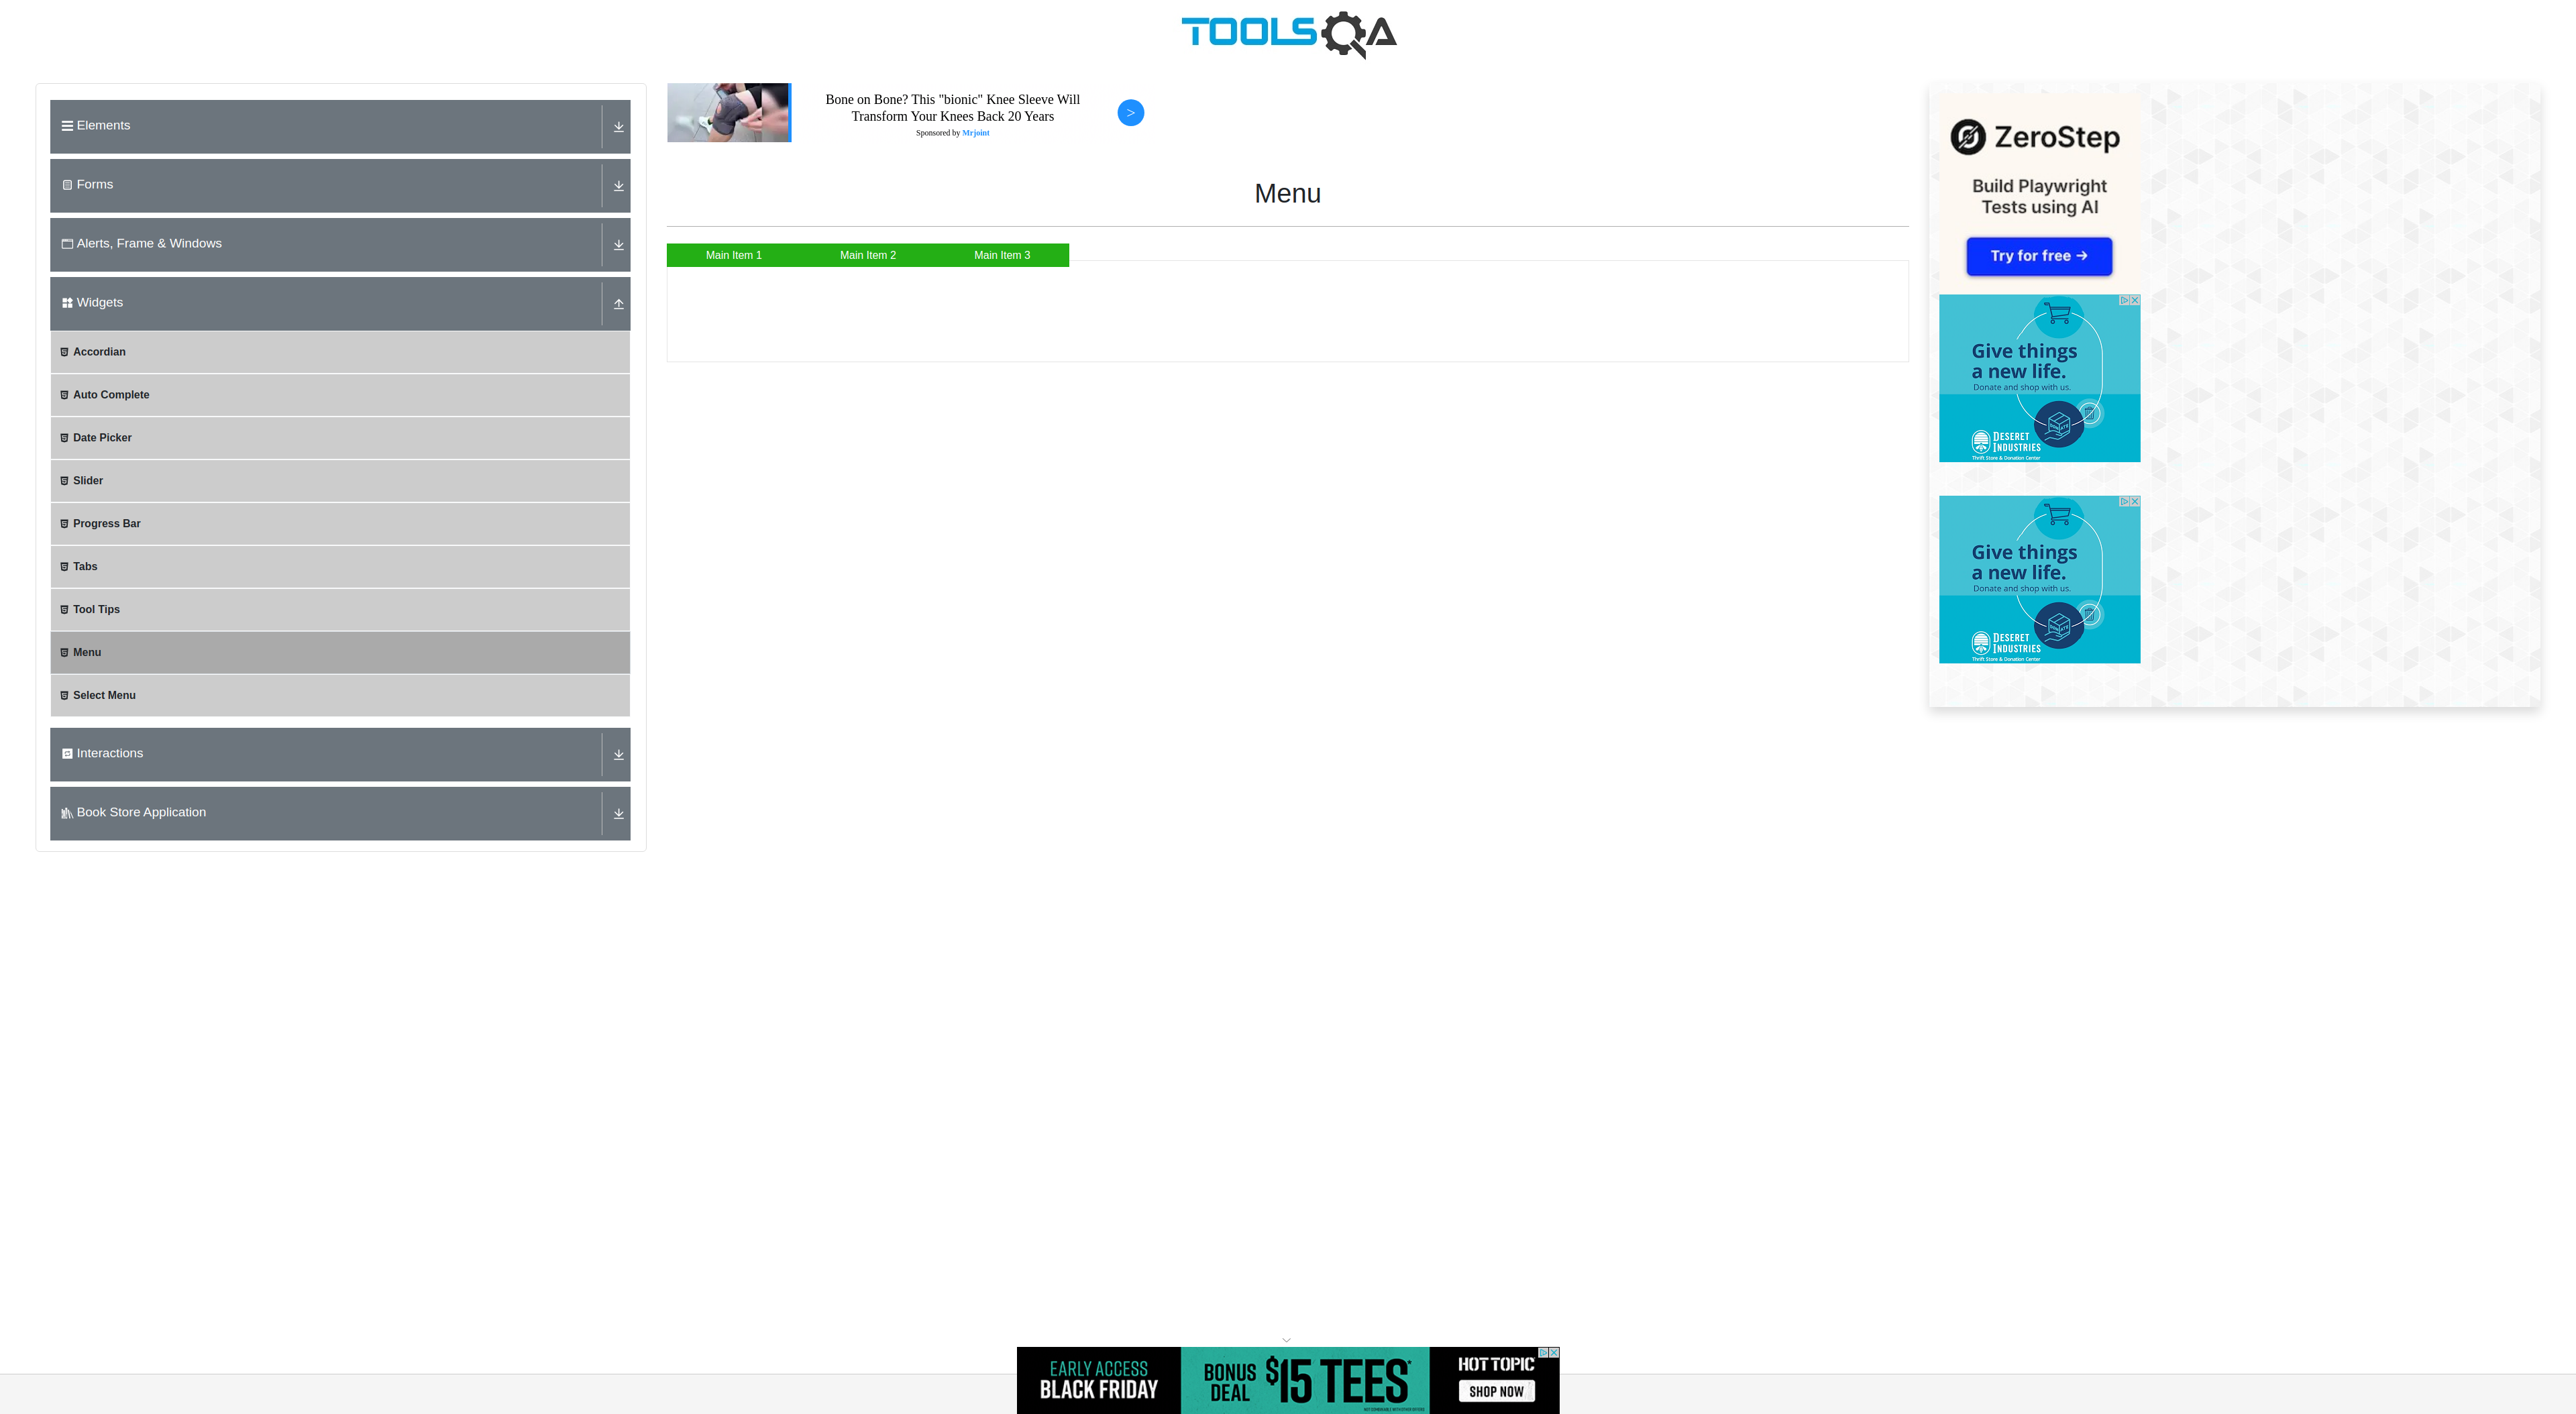 TOOLSQA
Elements
Forms
Alerts, Frame & Windows
Widgets
Accordian
Auto Complete
Date Picker
Slider
Progress Bar
Tabs
Tool Tips
Menu
Select Menu
Interactions
Book Store Application
Bone on Bone? This "bionic" Knee Sleeve Will
Transform Your Knees Back 20 Years
Sponsored by Mrjoint
>
Menu
Main Item 1
Main Item 2
Main Item 3
ZeroStep
Build Playwright
Tests using AI
Try for free →
Give things
a new life.
Donate and shop with us.
DONATE
DESERET
INDUSTRIES
Thrift Store & Donation Center
Give things
a new life.
Donate and shop with us.
DONATE
DESERET
INDUSTRIES
Thrift Store & Donation Center
EARLY ACCESS
BLACK FRIDAY
BONUS
DEAL
$15 TEES*
HOT TOPIC
SHOP NOW